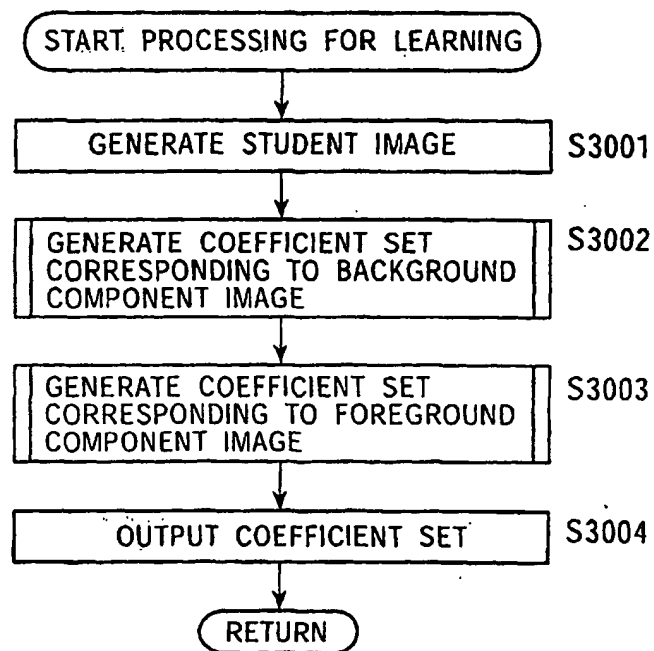 START PROCESSING FOR LEARNING
GENERATE STUDENT IMAGE S3001
GENERATE COEFFICIENT SET
CORRESPONDING TO BACKGROUND
COMPONENT IMAGE
S3002
GENERATE COEFFICIENT SET
CORRESPONDING TO FOREGROUND
COMPONENT IMAGE
S3003
OUTPUT COEFFICIENT SET S3004
RETURN